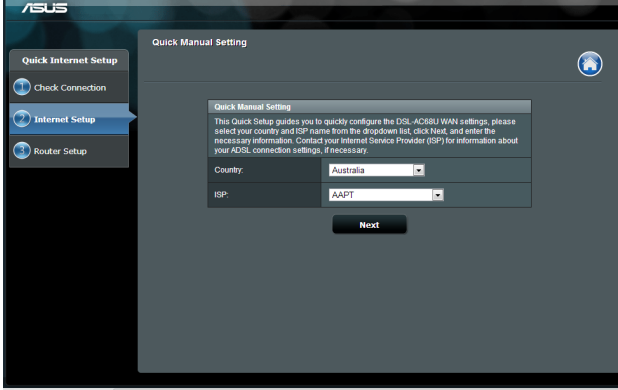 ASUS
Quick Internet Setup
1 Check Connection
2 Internet Setup
3 Router Setup
Quick Manual Setting
Quick Manual Setting
This Quick Setup guides you to quickly configure the DSL-AC68U WAN settings, please
select your country and ISP name from the dropdown list, click Next, and enter the
necessary information. Contact your Internet Service Provider (ISP) for information about
your ADSL connection settings, if necessary.
Country: Australia
ISP: AAPT
Next